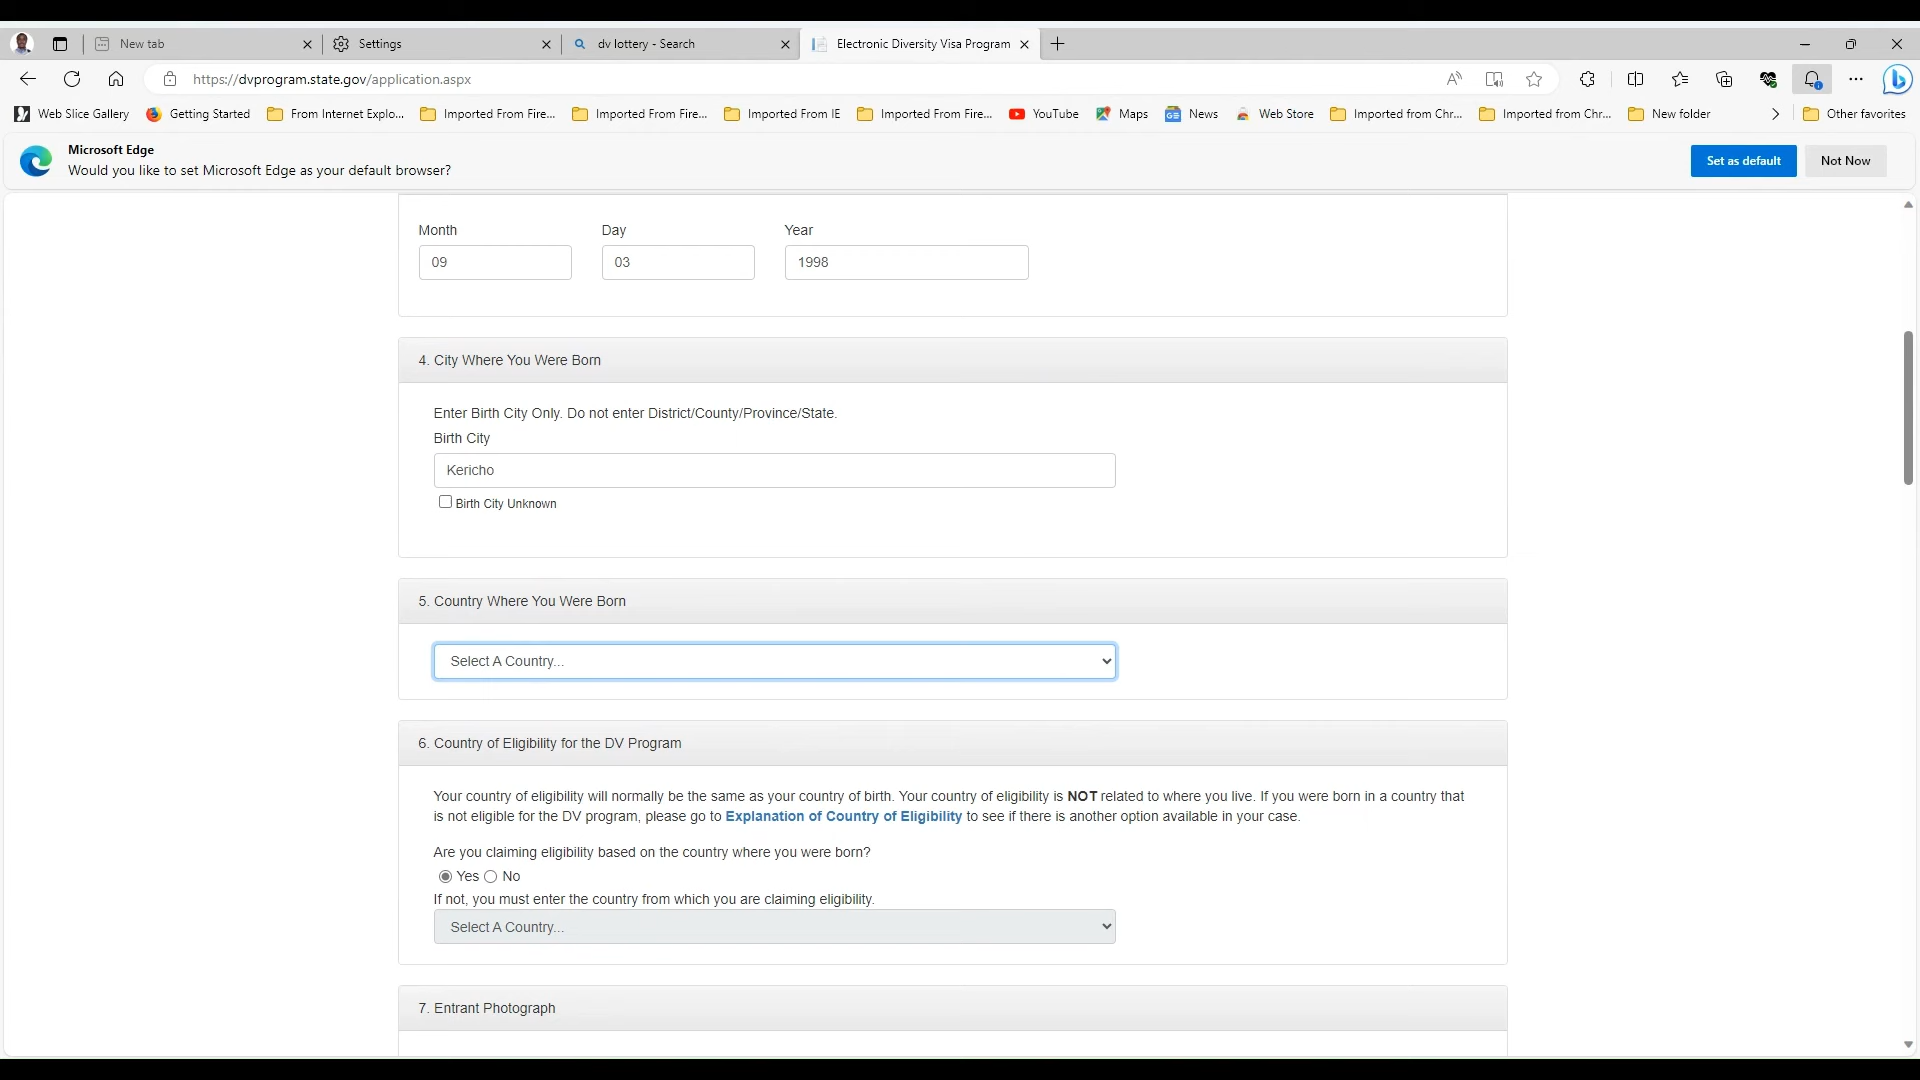 New tab
Settings
dv lottery - Search
Electronic Diversity Visa Program
https://dvprogram.state.gov/application.aspx
Web Slice Gallery
Getting Started
From Internet Explo...
Imported From Fire...
Imported From Fire...
Imported From IE
Imported From Fire...
YouTube
Maps
News
Web Store
Imported from Chr...
Imported from Chr...
New folder
Other favorites
Microsoft Edge
Would you like to set Microsoft Edge as your default browser?
Set as default
Not Now
Month
Day
Year
09
03
1998
4. City Where You Were Born
Enter Birth City Only. Do not enter District/County/Province/State.
Birth City
Kericho
Birth City Unknown
5. Country Where You Were Born
Select A Country...
6. Country of Eligibility for the DV Program
Your country of eligibility will normally be the same as your country of birth. Your country of eligibility is NOT related to where you live. If you were born in a country that
is not eligible for the DV program, please go to Explanation of Country of Eligibility to see if there is another option available in your case.
Are you claiming eligibility based on the country where you were born?
Yes No
If not, you must enter the country from which you are claiming eligibility.
Select A Country...
7. Entrant Photograph